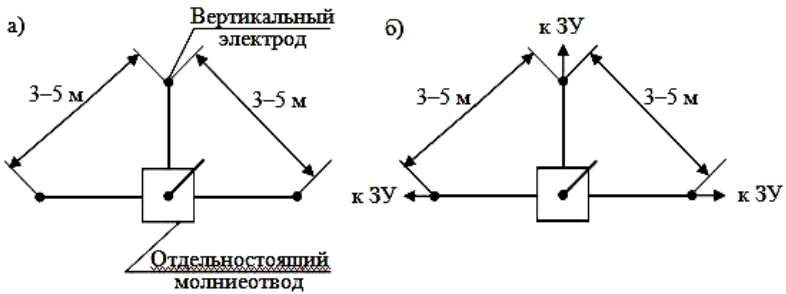 а)
Вертикальный
электрод
3–5 м
3–5 м
Отдельностоящий
молниеотвод
б)
к ЗУ
3–5 м
3–5 м
к ЗУ
к ЗУ